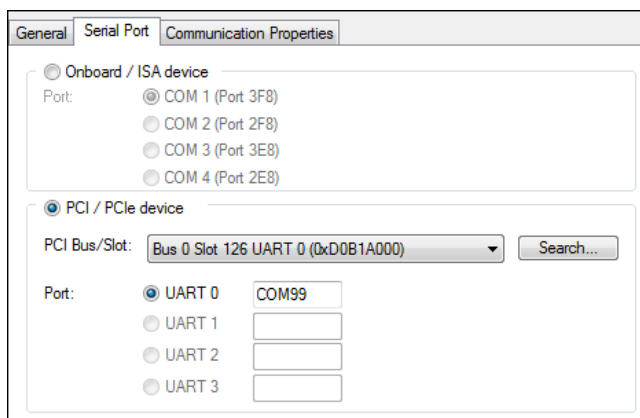 General Serial Port Communication Properties
Onboard / ISA device
Port: COM 1 (Port 3F8)
COM 2 (Port 2F8)
COM 3 (Port 3E8)
COM 4 (Port 2E8)
PCI / PCIe device
PCI Bus/Slot: Bus 0 Slot 126 UART 0 (0xD0B1A000) Search...
Port: UART 0 COM99
UART 1
UART 2
UART 3